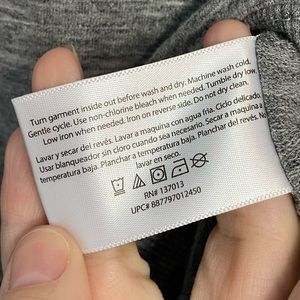 Turn garment inside out before wash and dry. Machine wash cold,
Gentle cycle. Use non-chlorine bleach when needed. Tumble dry low,
Low iron when needed. Iron on reverse side. Do not dry clean.
Lavar y secar del revés. Lavar a maquina con agua fria. Ciclo delicado.
Usar blanqueador sin cloro cuando sea necesario. Secar a maquina a
temperatura baja. Planchar a temperatura baja. Planchar del revés. No
lavar en seco.
RN# 137013
UPC# 887797012450